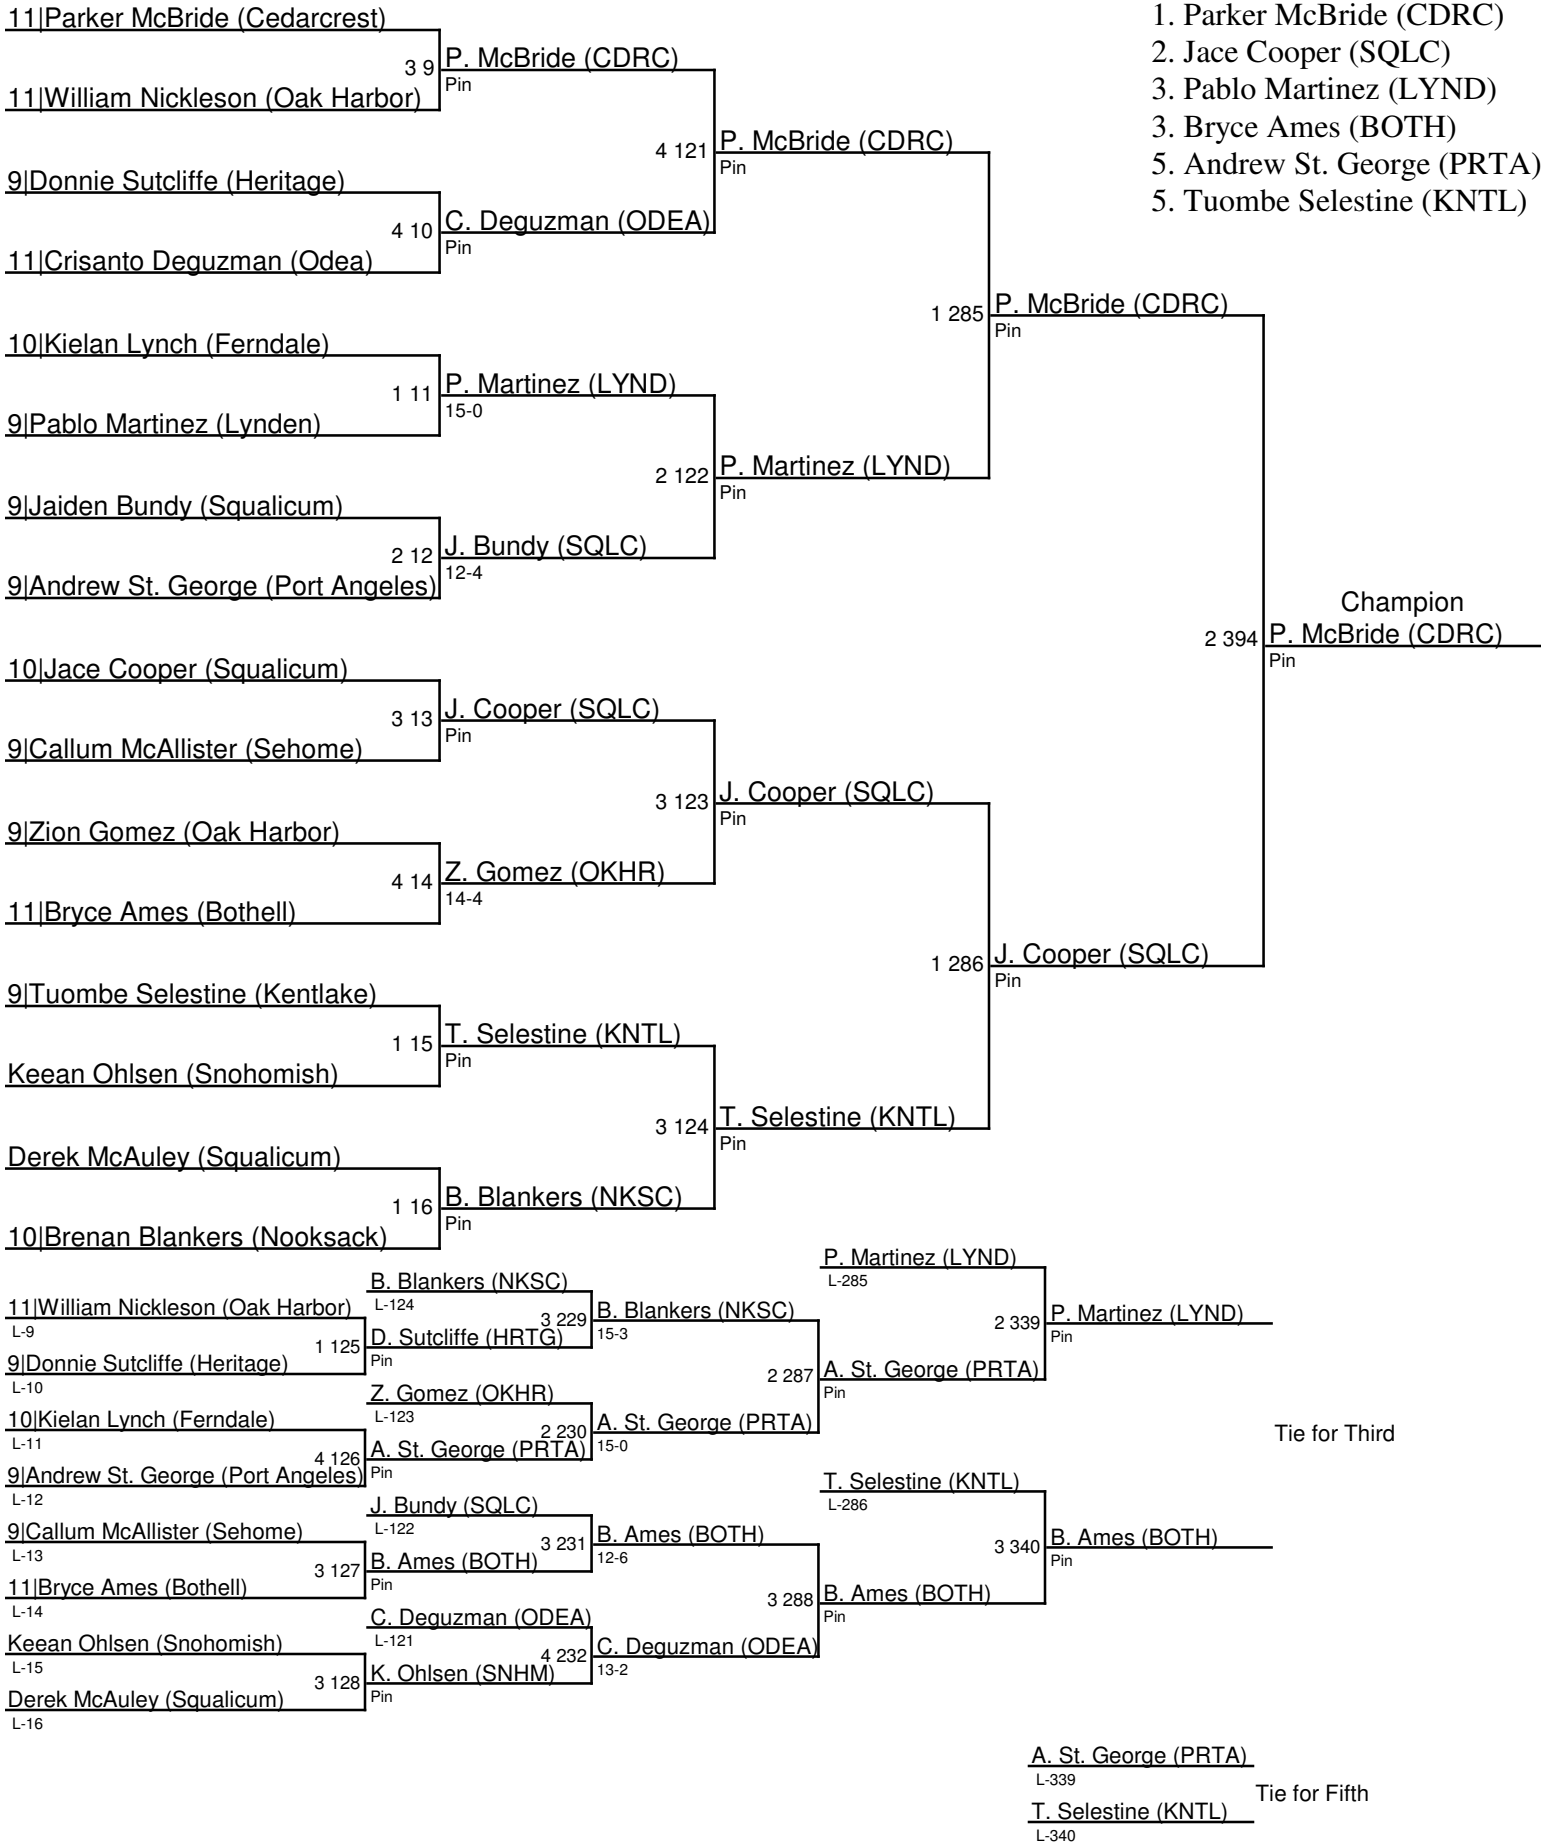 11|Parker McBride (Cedarcrest)
3 9
P. McBride (CDRC)
Pin
11|William Nickleson (Oak Harbor)
4 121
P. McBride (CDRC)
Pin
9|Donnie Sutcliffe (Heritage)
4 10
C. Deguzman (ODEA)
Pin
11|Crisanto Deguzman (Odea)
1 285
P. McBride (CDRC)
Pin
10|Kielan Lynch (Ferndale)
1 11
P. Martinez (LYND)
15-0
9|Pablo Martinez (Lynden)
2 122
P. Martinez (LYND)
Pin
9|Jaiden Bundy (Squalicum)
2 12
J. Bundy (SQLC)
12-4
9|Andrew St. George (Port Angeles)
Champion
2 394
P. McBride (CDRC)
Pin
10|Jace Cooper (Squalicum)
3 13
J. Cooper (SQLC)
Pin
9|Callum McAllister (Sehome)
3 123
J. Cooper (SQLC)
Pin
9|Zion Gomez (Oak Harbor)
4 14
Z. Gomez (OKHR)
14-4
11|Bryce Ames (Bothell)
1 286
J. Cooper (SQLC)
Pin
9|Tuombe Selestine (Kentlake)
1 15
T. Selestine (KNTL)
Pin
Keean Ohlsen (Snohomish)
3 124
T. Selestine (KNTL)
Pin
Derek McAuley (Squalicum)
1 16
B. Blankers (NKSC)
Pin
10|Brenan Blankers (Nooksack)
1. Parker McBride (CDRC)
2. Jace Cooper (SQLC)
3. Pablo Martinez (LYND)
3. Bryce Ames (BOTH)
5. Andrew St. George (PRTA)
5. Tuombe Selestine (KNTL)
11|William Nickleson (Oak Harbor)
L-9
1 125
9|Donnie Sutcliffe (Heritage)
L-10
10|Kielan Lynch (Ferndale)
L-11
4 126
9|Andrew St. George (Port Angeles)
L-12
9|Callum McAllister (Sehome)
L-13
3 127
11|Bryce Ames (Bothell)
L-14
Keean Ohlsen (Snohomish)
L-15
3 128
Derek McAuley (Squalicum)
L-16
B. Blankers (NKSC)
L-124
3 229
D. Sutcliffe (HRTG)
Pin
Z. Gomez (OKHR)
L-123
2 230
A. St. George (PRTA)
Pin
J. Bundy (SQLC)
L-122
3 231
B. Ames (BOTH)
Pin
C. Deguzman (ODEA)
L-121
4 232
K. Ohlsen (SNHM)
Pin
B. Blankers (NKSC)
15-3
2 287
A. St. George (PRTA)
15-0
B. Ames (BOTH)
12-6
3 288
C. Deguzman (ODEA)
13-2
P. Martinez (LYND)
L-285
2 339
A. St. George (PRTA)
Pin
T. Selestine (KNTL)
L-286
3 340
B. Ames (BOTH)
Pin
P. Martinez (LYND)
Pin
Tie for Third
B. Ames (BOTH)
Pin
A. St. George (PRTA)
L-339
Tie for Fifth
T. Selestine (KNTL)
L-340